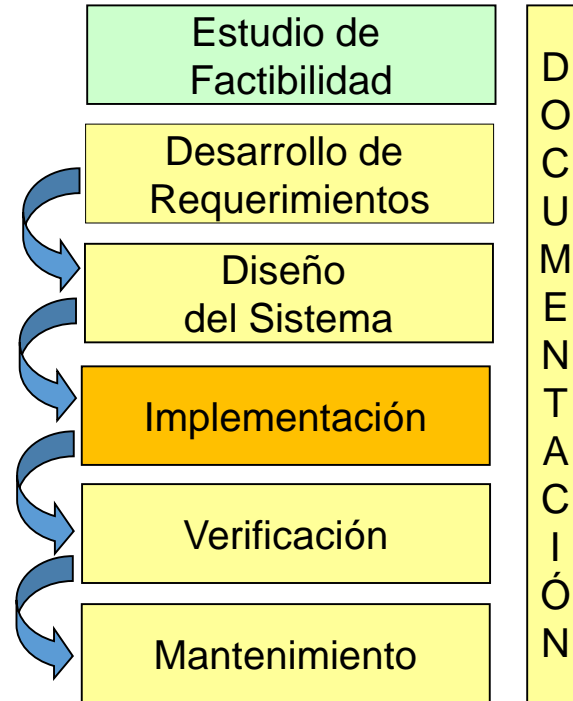 Estudio de
Factibilidad
Desarrollo de
Requerimientos
Diseño
del Sistema
Implementación
Verificación
Mantenimiento
D
O
C
U
M
E
N
T
A
C
I
Ó
N